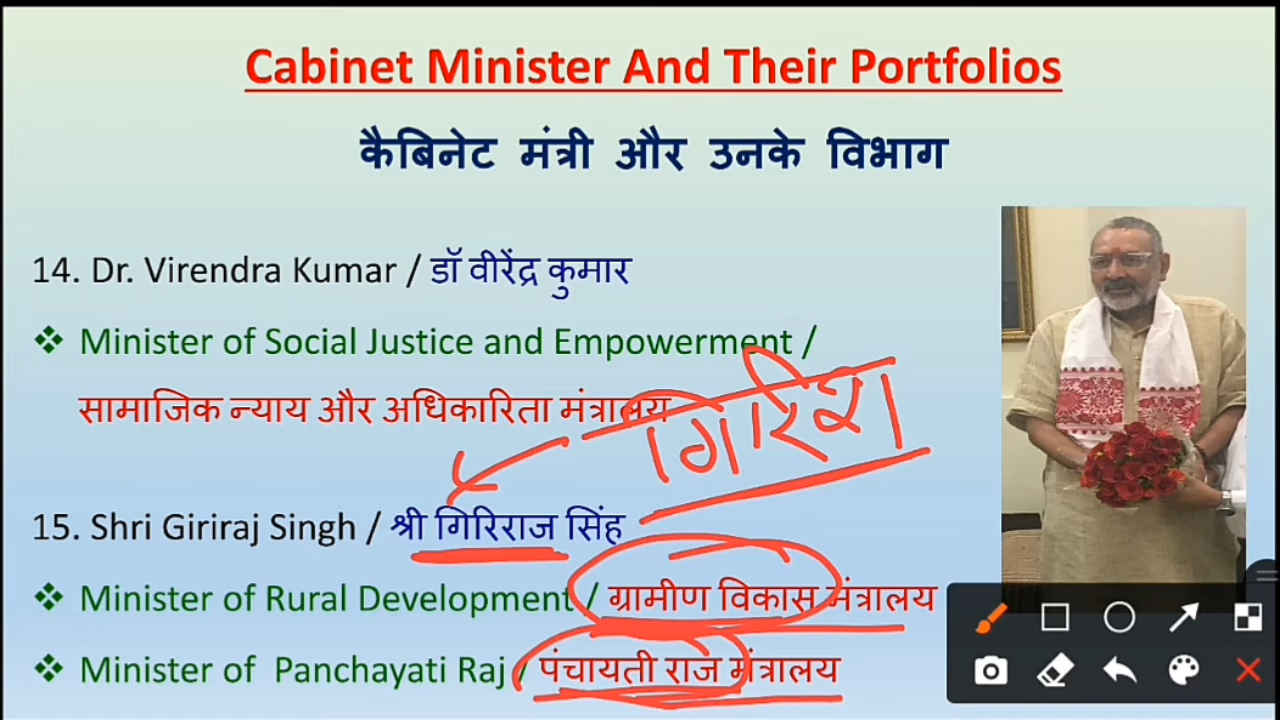 Cabinet Minister And Their Portfolios
कैबिनेट मंत्री और उनके विभाग
14. Dr. Virendra Kumar / डॉ वीरेंद्र कुमार
❖ Minister of Social Justice and Empowerment /
सामाजिक न्याय और अधिकारिता मंत्रालय
15. Shri Giriraj Singh / श्री गिरिराज सिंह
❖ Minister of Rural Development / ग्रामीण विकास मंत्रालय
❖ Minister of Panchayati Raj / पंचायती राज मंत्रालय